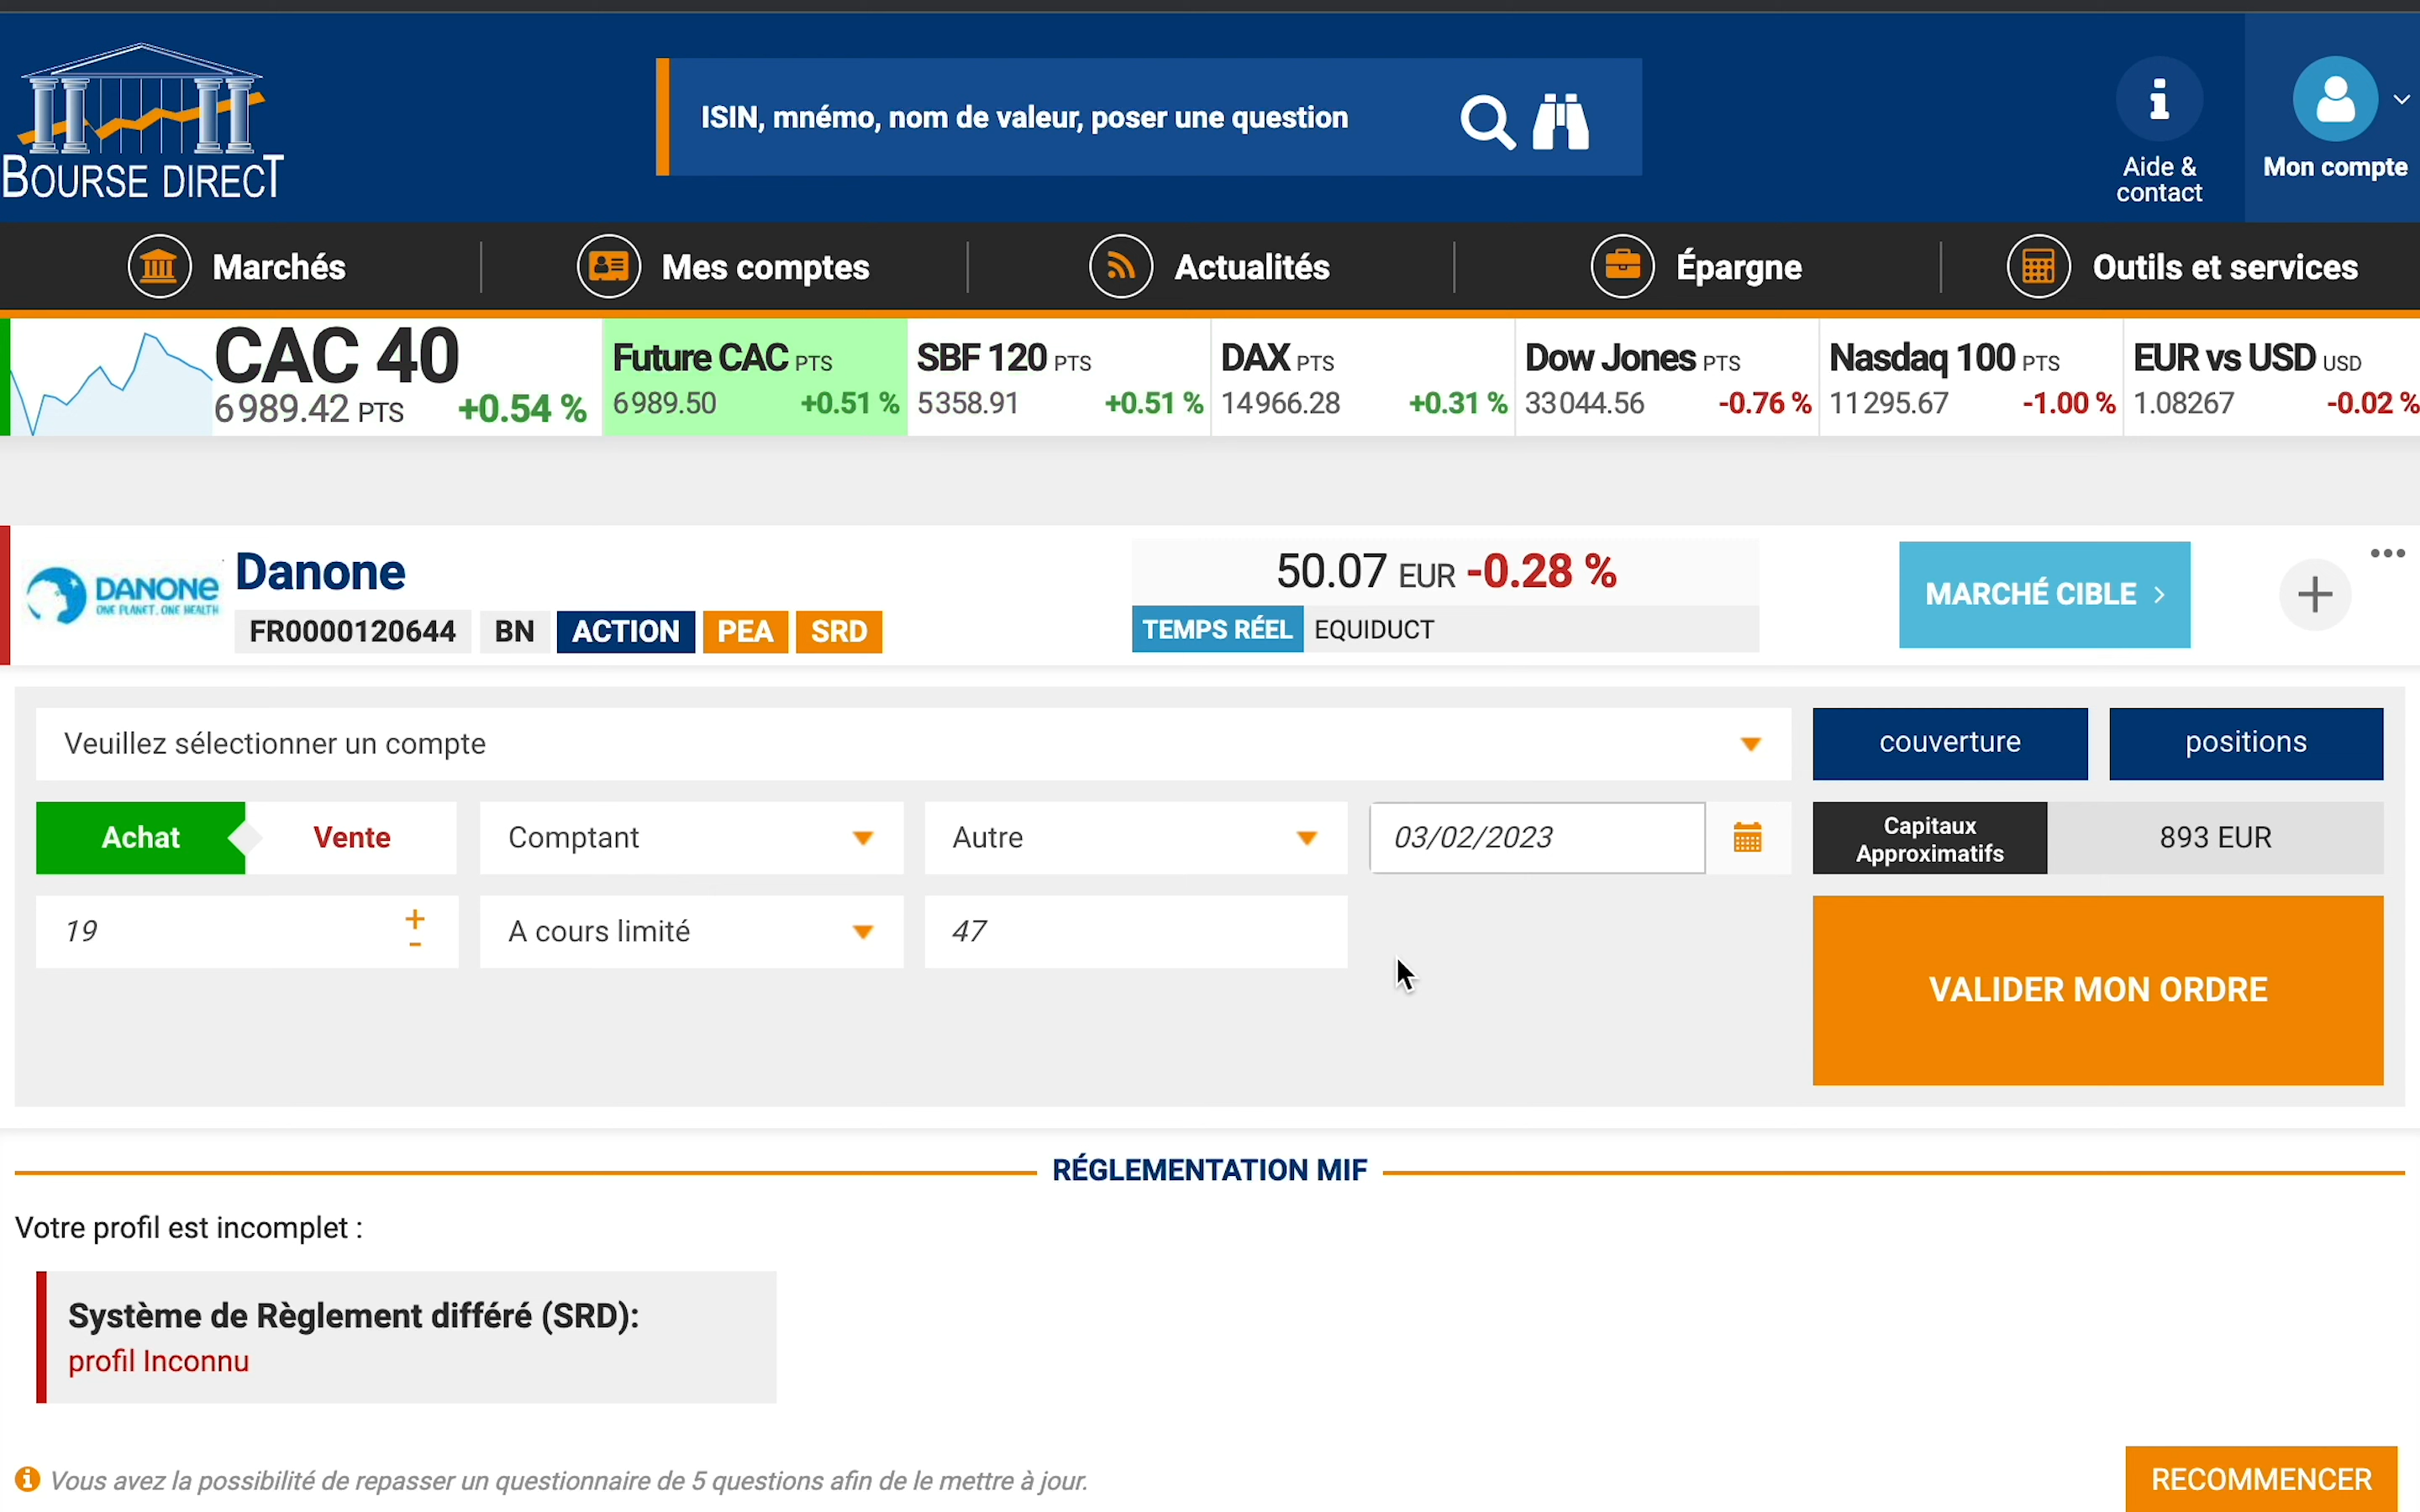 BOURSE DIRECT
ISIN, mnémo, nom de valeur, poser une question
Aide & contact
Mon compte
Marchés
Mes comptes
Actualités
Épargne
Outils et services
CAC 40
6 989.42 PTS +0.54 %
Future CAC PTS
6 989.50 +0.51 %
SBF 120 PTS
5 358.91 +0.51 %
DAX PTS
14 966.28 +0.31 %
Dow Jones PTS
33 044.56 -0.76 %
Nasdaq 100 PTS
11 295.67 -1.00 %
EUR vs USD USD
1.08267 -0.02 %
DANONE
ONE PLANET. ONE HEALTH
Danone
FR0000120644 BN ACTION PEA SRD
50.07 EUR -0.28 %
TEMPS RÉEL EQUIDUCT
MARCHÉ CIBLE >
Veuillez sélectionner un compte
couverture
positions
Achat
Vente
Comptant
Autre
03/02/2023
Capitaux
Approximatifs
893 EUR
19
+
-
A cours limité
47
VALIDER MON ORDRE
RÉGLEMENTATION MIF
Votre profil est incomplet :
Système de Règlement différé (SRD):
profil Inconnu
Vous avez la possibilité de repasser un questionnaire de 5 questions afin de le mettre à jour.
RECOMMENCER